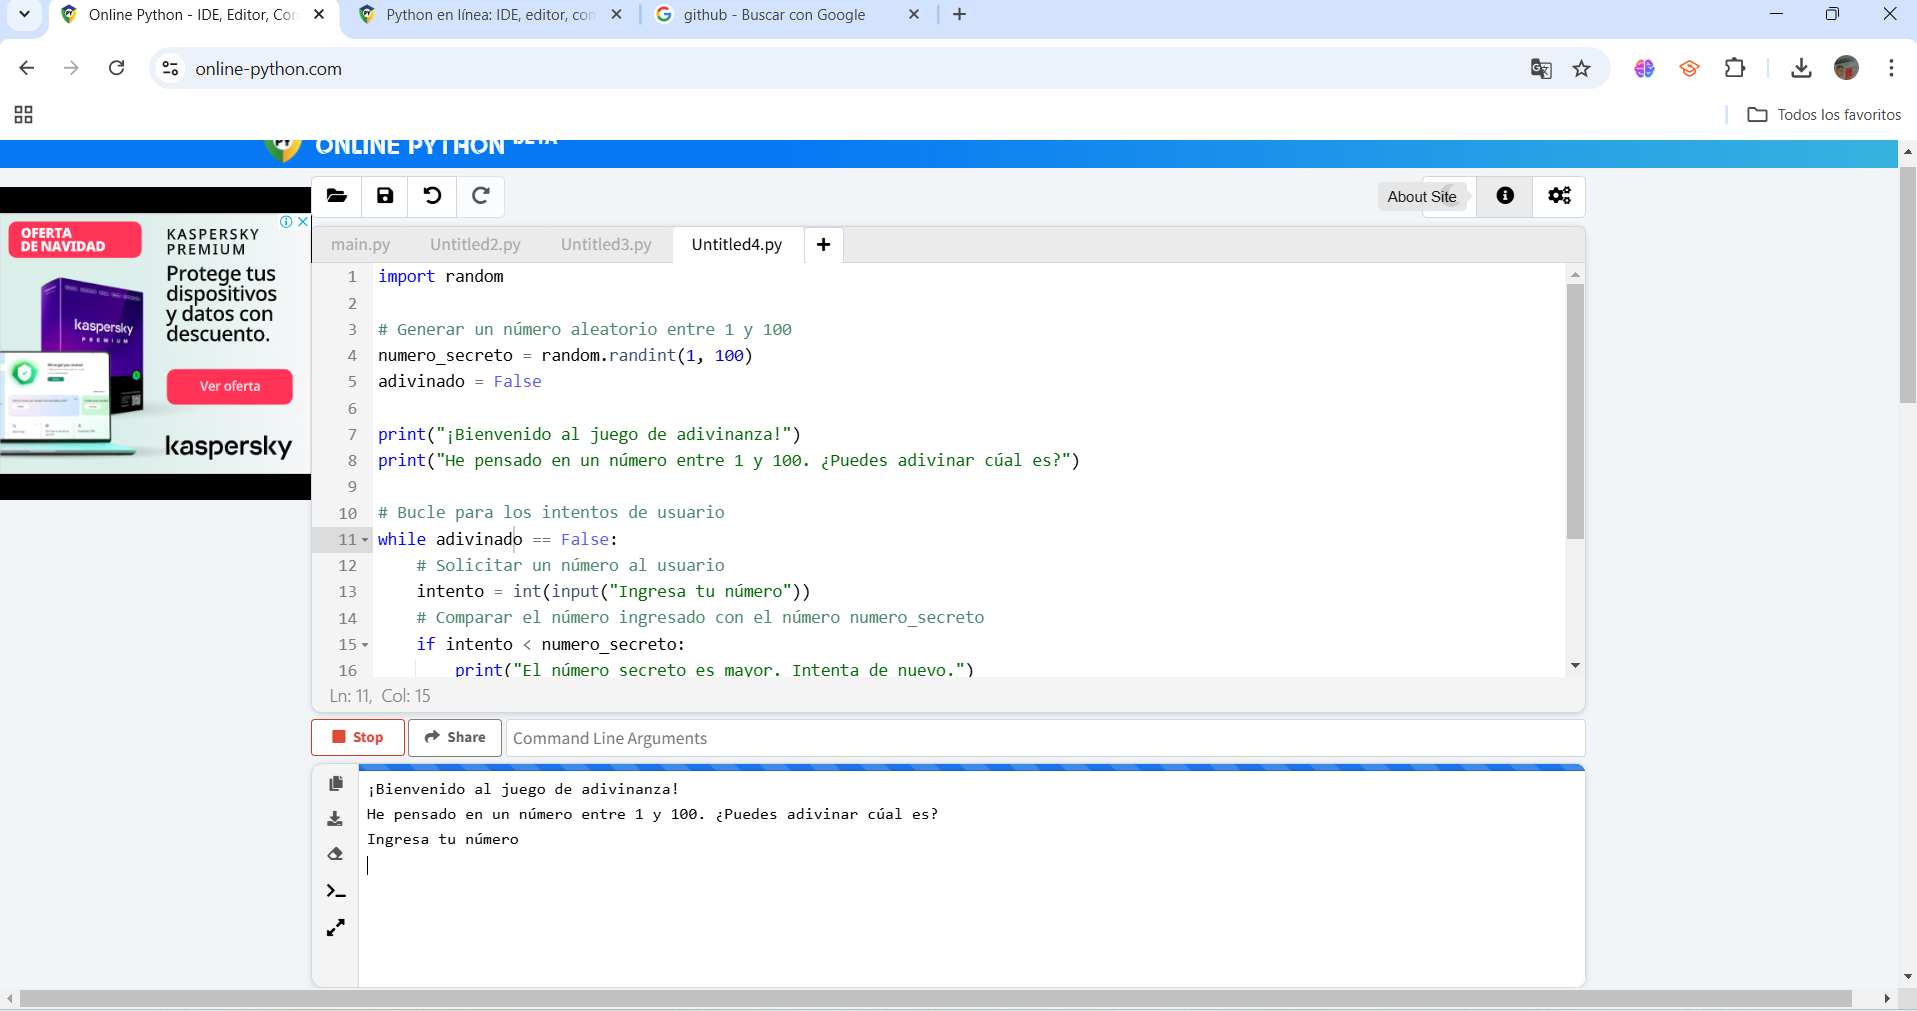 Online Python - IDE, Editor, Con
Python en línea: IDE, editor, con
github - Buscar con Google
online-python.com
Todos los favoritos
ONLINE PYTHON BETA
OFERTA
DE NAVIDAD
KASPERSKY
PREMIUM
Protege tus
dispositivos
y datos con
descuento.
kaspersky
PREMIUM
Ver oferta
kaspersky
About Site
main.py
Untitled2.py
Untitled3.py
Untitled4.py
1 import random
2
3 # Generar un número aleatorio entre 1 y 100
4 numero_secreto = random.randint(1, 100)
5 adivinado = False
6
7 print("¡Bienvenido al juego de adivinanza!")
8 print("He pensado en un número entre 1 y 100. ¿Puedes adivinar cúal es?")
9
10 # Bucle para los intentos de usuario
11 while adivinado == False:
12 # Solicitar un número al usuario
13 intento = int(input("Ingresa tu número"))
14 # Comparar el número ingresado con el número numero_secreto
15 if intento < numero_secreto:
16 print("El número secreto es mayor. Intenta de nuevo.")
Ln: 11, Col: 15
Stop
Share
Command Line Arguments
¡Bienvenido al juego de adivinanza!
He pensado en un número entre 1 y 100. ¿Puedes adivinar cúal es?
Ingresa tu número